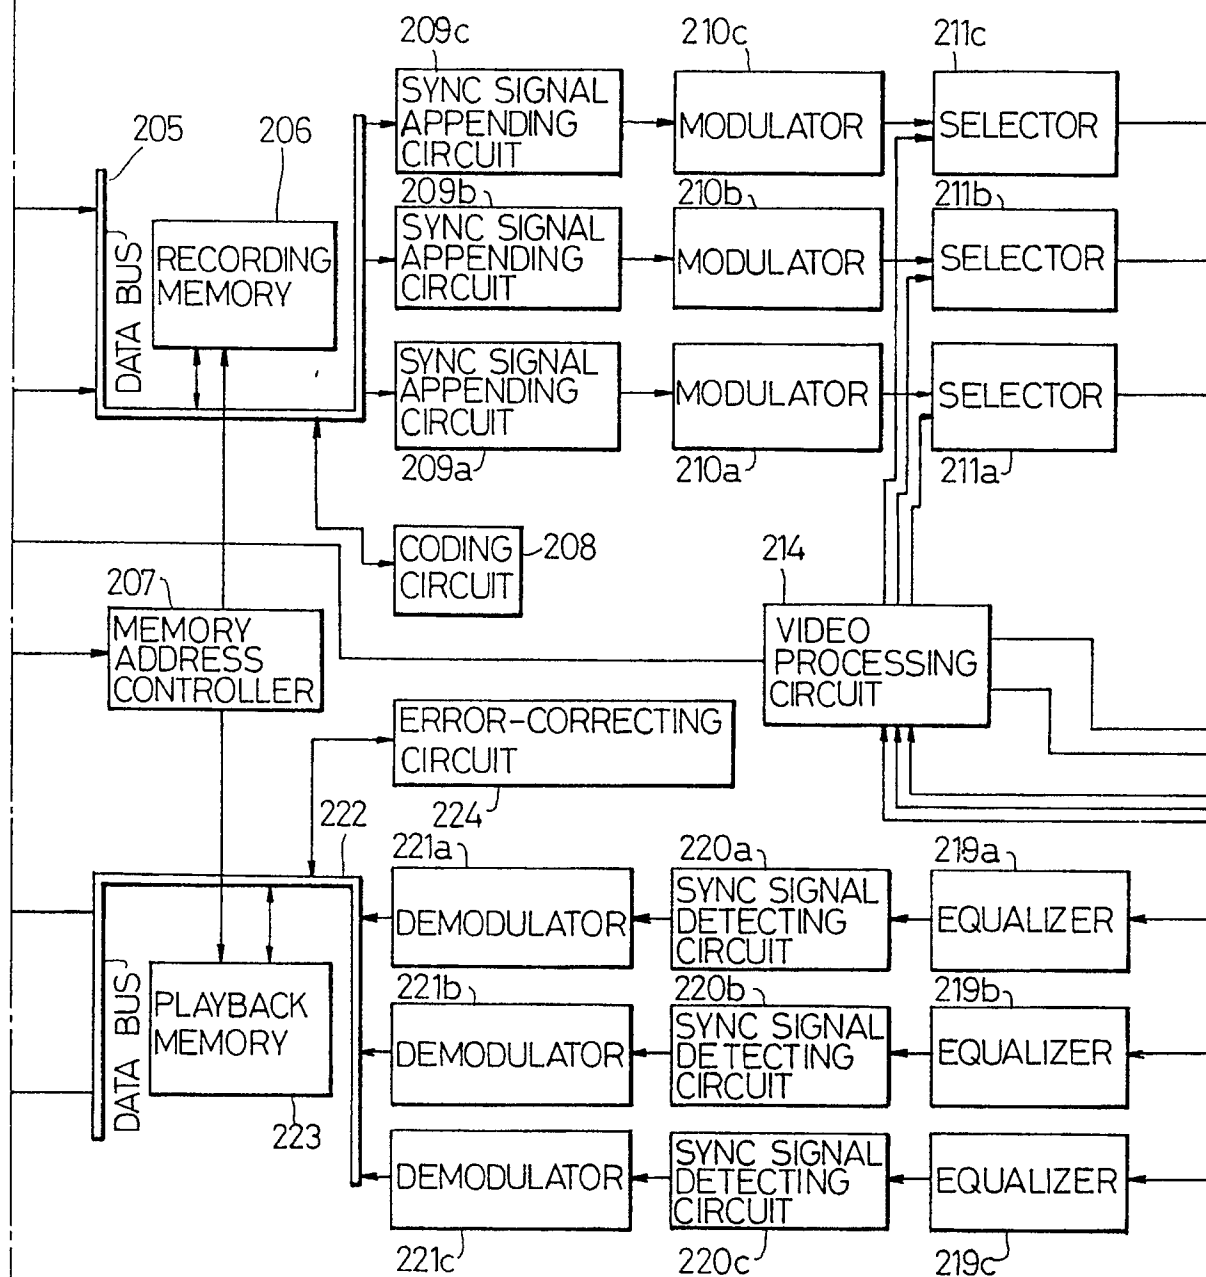 209c
210c
211c
SYNC SIGNAL
APPENDING
CIRCUIT
MODULATOR
SELECTOR
205
206
209b
210b
211b
DATA BUS
RECORDING
MEMORY
SYNC SIGNAL
APPENDING
CIRCUIT
MODULATOR
SELECTOR
SYNC SIGNAL
APPENDING
CIRCUIT
MODULATOR
SELECTOR
209a
210a
211a
CODING
CIRCUIT
208
214
207
MEMORY
ADDRESS
CONTROLLER
VIDEO
PROCESSING
CIRCUIT
ERROR-CORRECTING
CIRCUIT
224
222
221a
220a
219a
DEMODULATOR
SYNC SIGNAL
DETECTING
CIRCUIT
EQUALIZER
221b
220b
219b
DATA BUS
PLAYBACK
MEMORY
223
DEMODULATOR
SYNC SIGNAL
DETECTING
CIRCUIT
EQUALIZER
DEMODULATOR
SYNC SIGNAL
DETECTING
CIRCUIT
EQUALIZER
221c
220c
219c